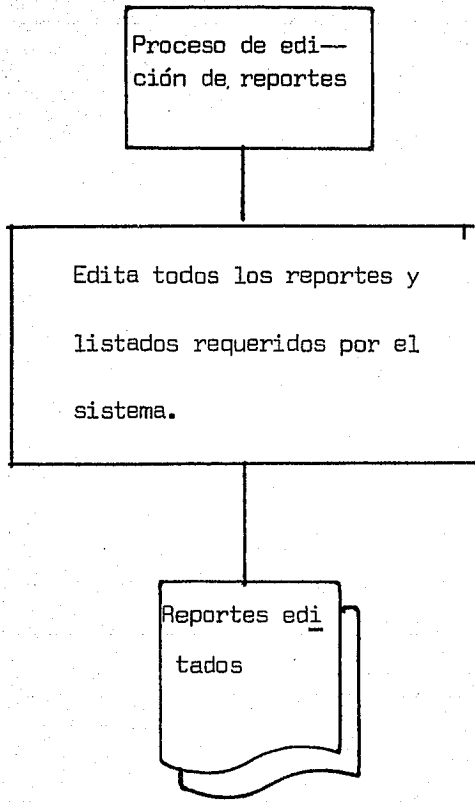 Proceso de edi--
ción de reportes
Edita todos los reportes y
listados requeridos por el
sistema.
Reportes edi
tados